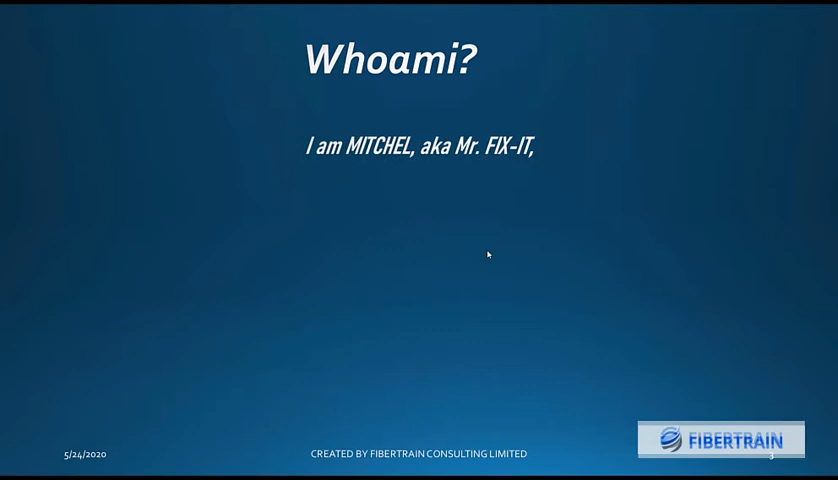 Whoami?
I am MITCHEL, aka Mr. FIX-IT,
5/24/2020
CREATED BY FIBERTRAIN CONSULTING LIMITED
FIBERTRAIN
3